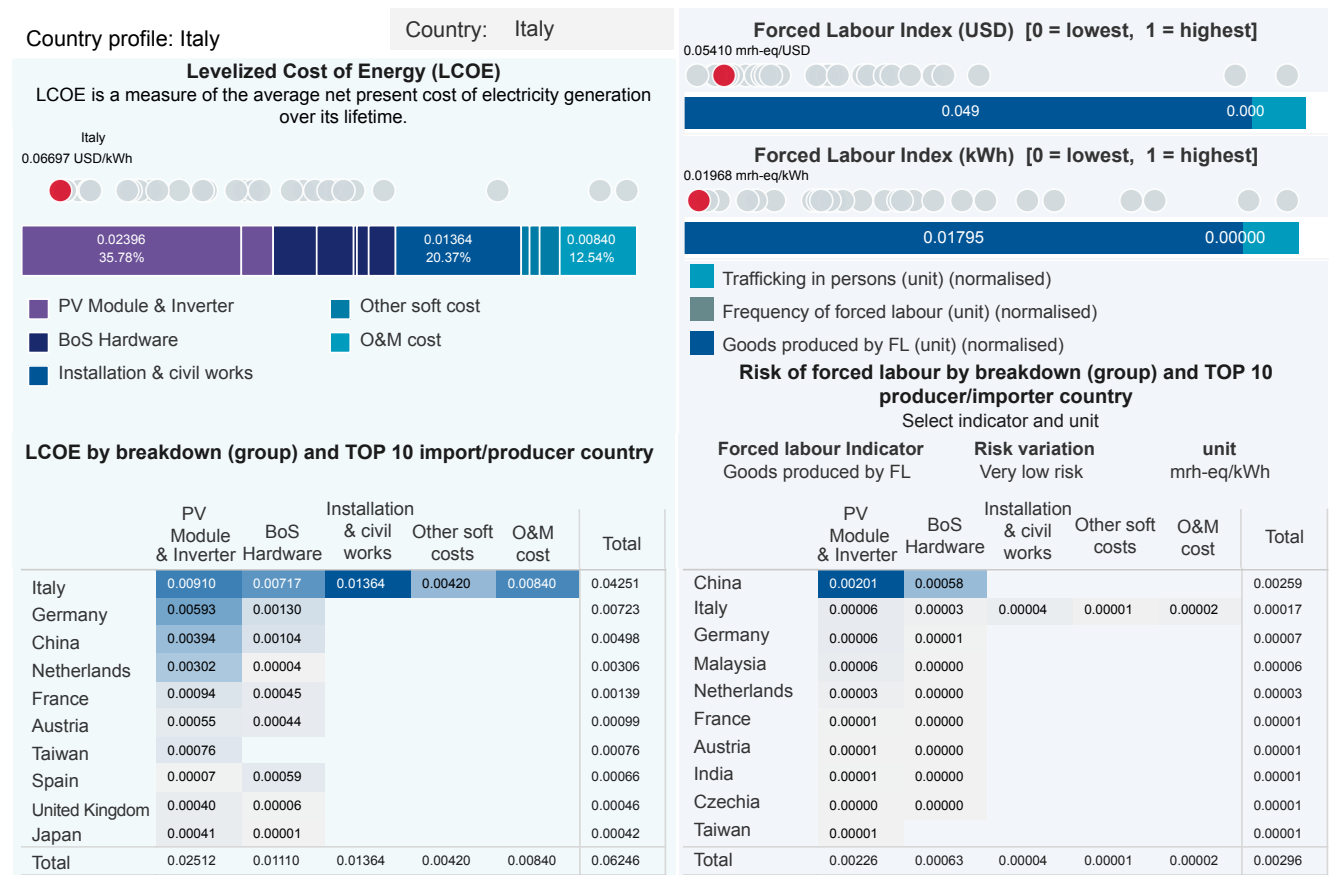 Country profile: Italy
Country: Italy
Levelized Cost of Energy (LCOE)
LCOE is a measure of the average net present cost of electricity generation
over its lifetime.
Italy
0.06697 USD/kWh
0.02396 0.01364 0.00840
35.78% 20.37% 12.54%
PV Module & Inverter Other soft cost
BoS Hardware O&M cost
Installation & civil works
LCOE by breakdown (group) and TOP 10 import/producer country
PV Module & Inverter BoS Hardware Installation & civil works Other soft costs O&M cost Total
Italy 0.00910 0.00717 0.01364 0.00420 0.00840 0.04251
Germany 0.00593 0.00130 0.00723
China 0.00394 0.00104 0.00498
Netherlands 0.00302 0.00004 0.00306
France 0.00094 0.00045 0.00139
Austria 0.00055 0.00044 0.00099
Taiwan 0.00076 0.00076
Spain 0.00007 0.00059 0.00066
United Kingdom 0.00040 0.00006 0.00046
Japan 0.00041 0.00001 0.00042
Total 0.02512 0.01110 0.01364 0.00420 0.00840 0.06246
Forced Labour Index (USD) [0 = lowest, 1 = highest]
0.05410 mrh-eq/USD
0.049 0.000
Forced Labour Index (kWh) [0 = lowest, 1 = highest]
0.01968 mrh-eq/kWh
0.01795 0.00000
Trafficking in persons (unit) (normalised)
Frequency of forced labour (unit) (normalised)
Goods produced by FL (unit) (normalised)
Risk of forced labour by breakdown (group) and TOP 10
producer/importer country
Select indicator and unit
Forced labour Indicator Risk variation unit
Goods produced by FL Very low risk mrh-eq/kWh
PV Module & Inverter BoS Hardware Installation & civil works Other soft costs O&M cost Total
China 0.00201 0.00058 0.00259
Italy 0.00006 0.00003 0.00004 0.00001 0.00002 0.00017
Germany 0.00006 0.00001 0.00007
Malaysia 0.00006 0.00000 0.00006
Netherlands 0.00003 0.00000 0.00003
France 0.00001 0.00000 0.00001
Austria 0.00001 0.00000 0.00001
India 0.00001 0.00000 0.00001
Czechia 0.00000 0.00000 0.00001
Taiwan 0.00001 0.00001
Total 0.00226 0.00063 0.00004 0.00001 0.00002 0.00296